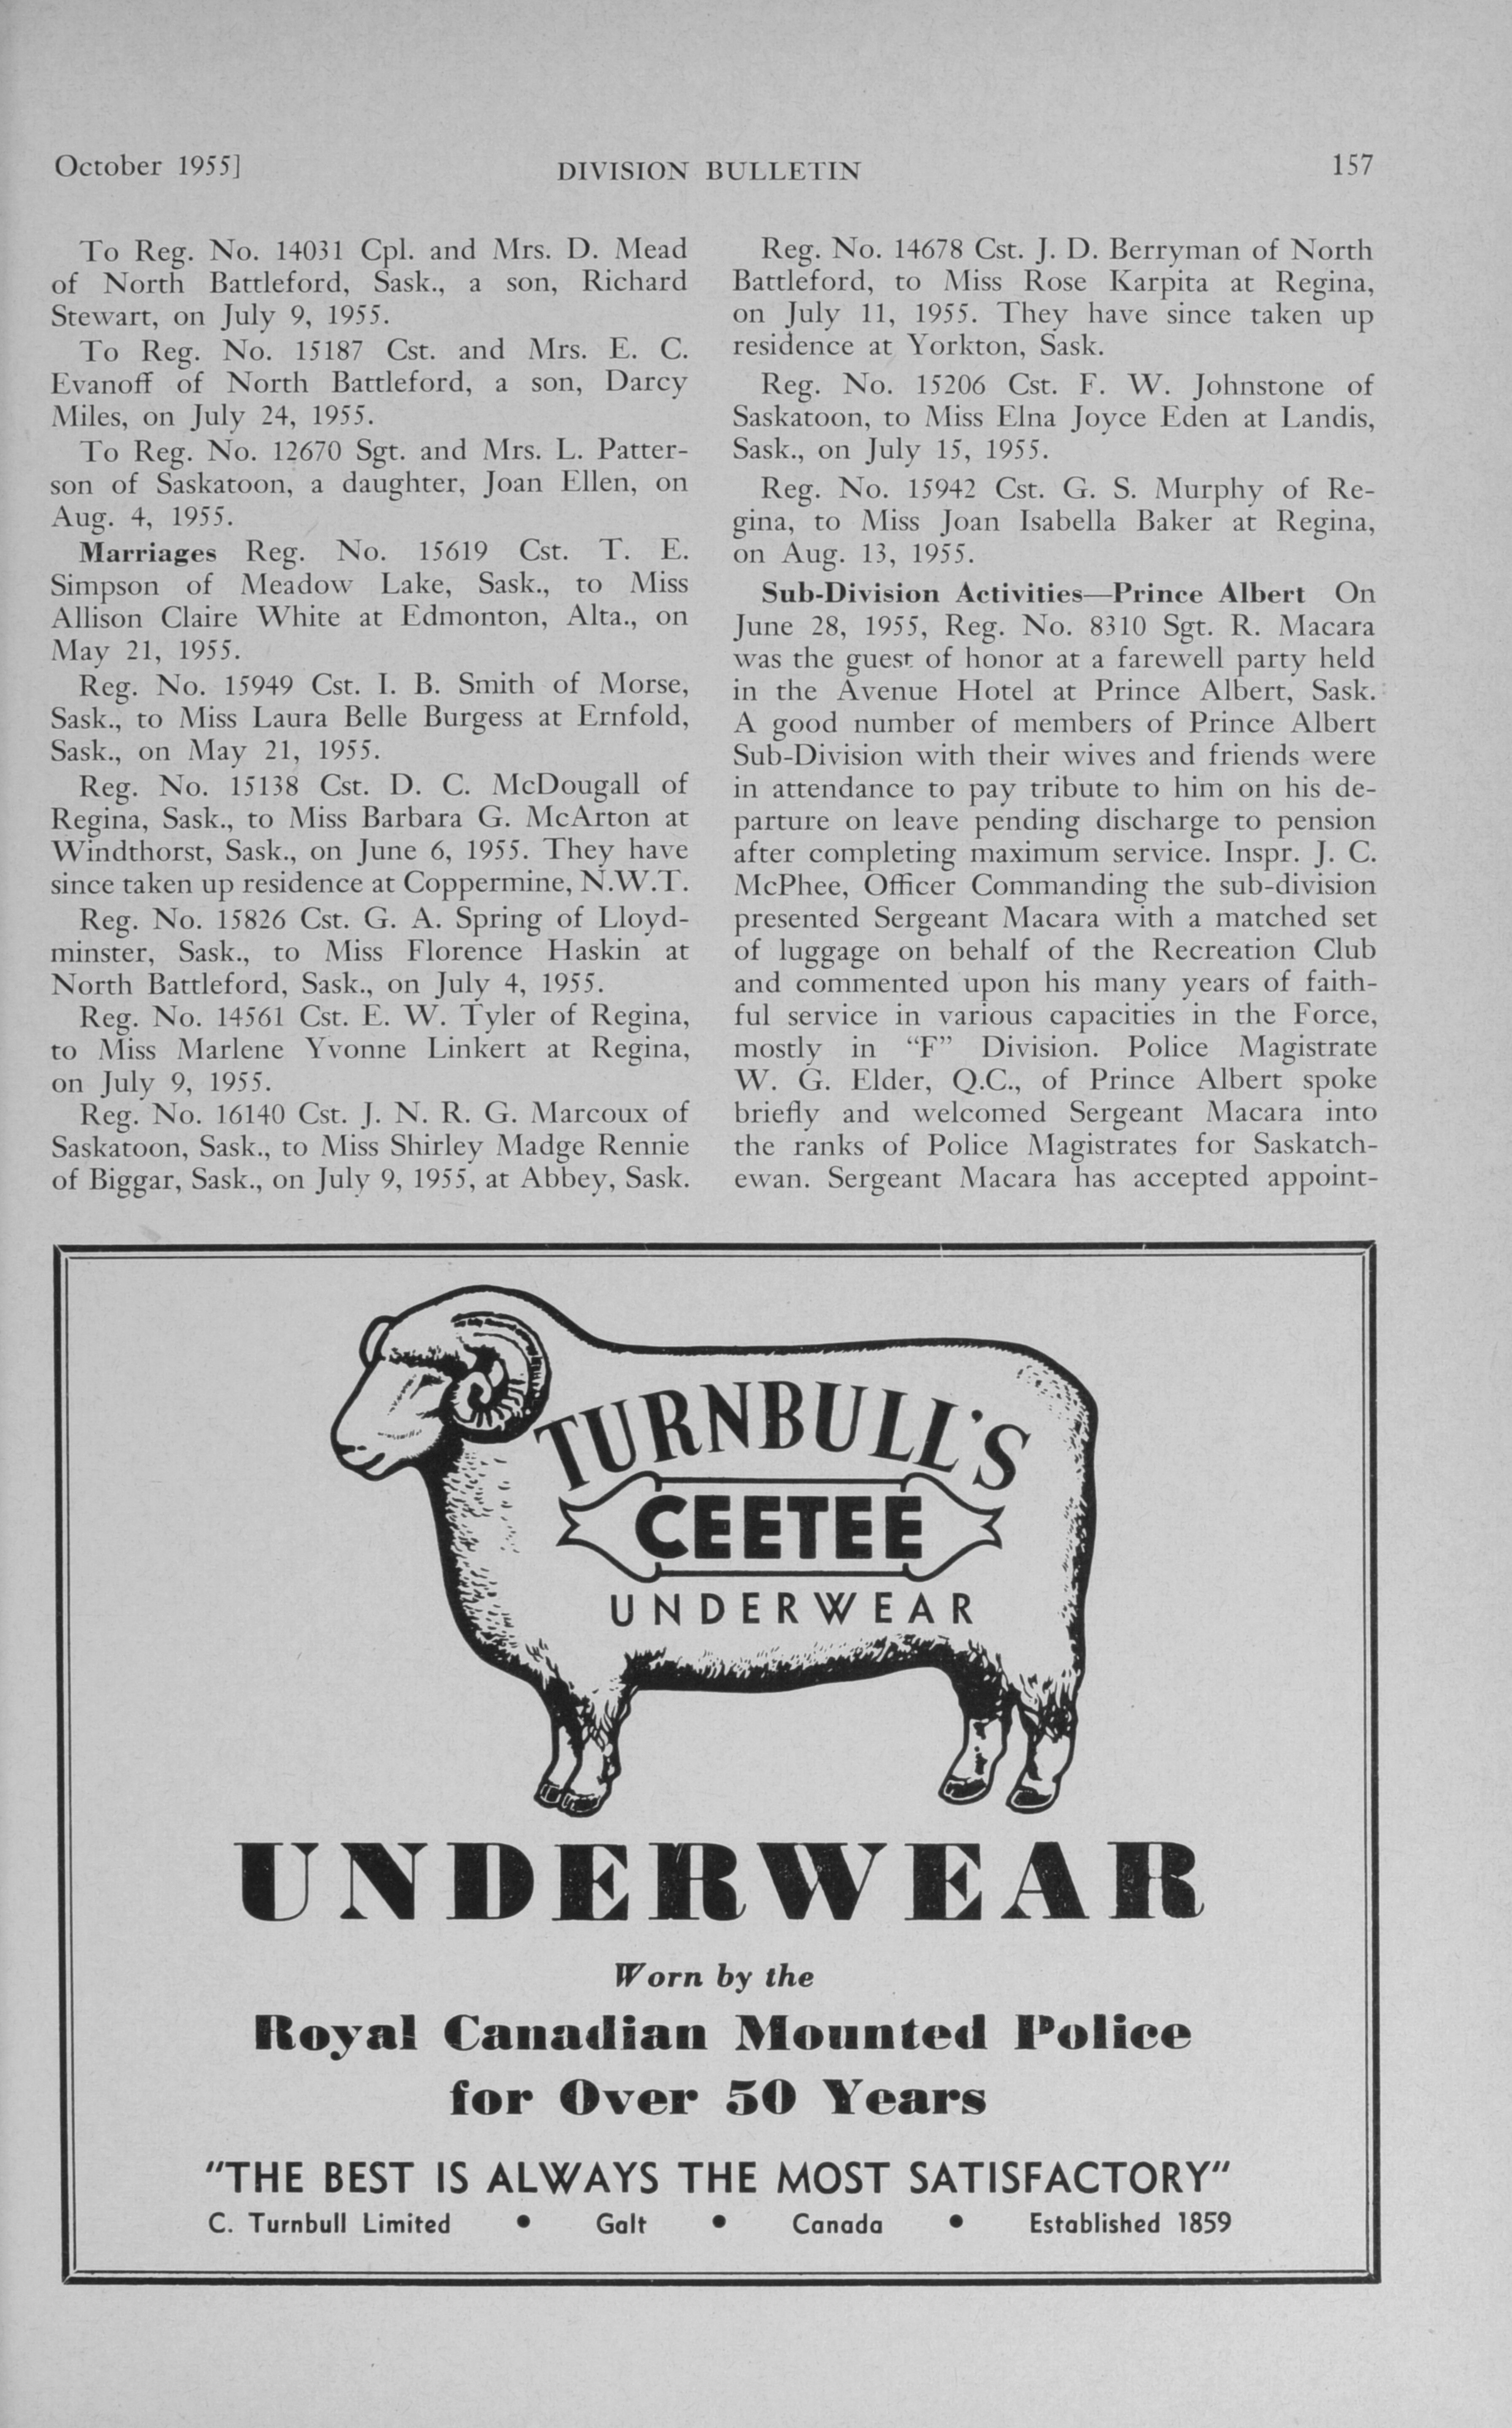 October 1955]
DIVISION BULLETIN
157
To Reg. No. 14031 Cpl. and Mrs. D. Mead
of North Battleford, Sask., a son, Richard
Stewart, on July 9, 1955.
To Reg. No. 15187 Cst. and Mrs. E. C.
Evanoff of North Battleford, a son, Darcy
Miles, on July 24, 1955.
To Reg. No. 12670 Sgt. and Mrs. L. Patter-
son of Saskatoon, a daughter, Joan Ellen, on
Aug. 4, 1955.
Marriages Reg. No. 15619 Cst. T. E.
Simpson of Meadow Lake, Sask., to Miss
Allison Claire White at Edmonton, Alta., on
May 21, 1955.
Reg. No. 15949 Cst. I. B. Smith of Morse,
Sask., to Miss Laura Belle Burgess at Ernfold,
Sask., on May 21, 1955.
Reg. No. 15138 Cst. D. C. McDougall of
Regina, Sask., to Miss Barbara G. McArton at
Windthorst, Sask., on June 6, 1955. They have
since taken up residence at Coppermine, N.W.T.
Reg. No. 15826 Cst. G. A. Spring of Lloyd-
minster, Sask., to Miss Florence Haskin at
North Battleford, Sask., on July 4, 1955.
Reg. No. 14561 Cst. E. W. Tyler of Regina,
to Miss Marlene Yvonne Linkert at Regina,
on July 9, 1955.
Reg. No. 16140 Cst. J. N. R. G. Marcoux of
Saskatoon, Sask., to Miss Shirley Madge Rennie
of Biggar, Sask., on July 9, 1955, at Abbey, Sask.
Reg. No. 14678 Cst. J. D. Berryman of North
Battleford, to Miss Rose Karpita at Regina,
on July 11, 1955. They have since taken up
residence at Yorkton, Sask.
Reg. No. 15206 Cst. F. W. Johnstone of
Saskatoon, to Miss Elna Joyce Eden at Landis,
Sask., on July 15, 1955.
Reg. No. 15942 Cst. G. S. Murphy of Re-
gina, to Miss Joan Isabella Baker at Regina,
on Aug. 13, 1955.
Sub-Division Activities—Prince Albert On
June 28, 1955, Reg. No. 8310 Sgt. R. Macara
was the guest of honor at a farewell party held
in the Avenue Hotel at Prince Albert, Sask.
A good number of members of Prince Albert
Sub-Division with their wives and friends were
in attendance to pay tribute to him on his de-
parture on leave pending discharge to pension
after completing maximum service. Inspr. J. C.
McPhee, Officer Commanding the sub-division
presented Sergeant Macara with a matched set
of luggage on behalf of the Recreation Club
and commented upon his many years of faith-
ful service in various capacities in the Force,
mostly in “F” Division. Police Magistrate
W. G. Elder, Q.C., of Prince Albert spoke
briefly and welcomed Sergeant Macara into
the ranks of Police Magistrates for Saskatch-
ewan. Sergeant Macara has accepted appoint-
TURNBULL'S
CEETEE
UNDERWEAR
UNDERWEAR
Worn by the
Royal Canadian Mounted Police
for Over 50 Years
"THE BEST IS ALWAYS THE MOST SATISFACTORY"
C. Turnbull Limited • Galt • Canada • Established 1859